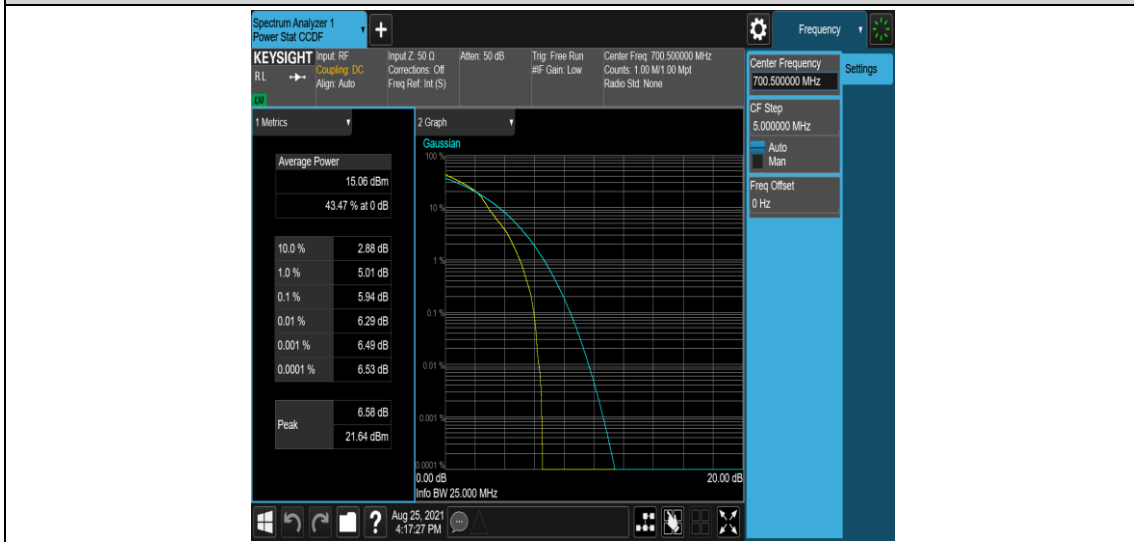 Spectrum Analyzer 1
Power Stat CCDF
+
Frequency
KEYSIGHT
RL
LXI
Input: RF
Coupling: DC
Align: Auto
Input Z: 50 Ω
Corrections: Off
Freq Ref: Int (S)
Atten: 50 dB
Trig: Free Run
#IF Gain: Low
Center Freq: 700.500000 MHz
Counts: 1.00 M/1.00 Mpt
Radio Std: None
Center Frequency
700.500000 MHz
Settings
CF Step
5.000000 MHz
Auto
Man
Freq Offset
0 Hz
1 Metrics
Average Power
15.06 dBm
43.47 % at 0 dB
10.0 % 2.88 dB
1.0 % 5.01 dB
0.1 % 5.94 dB
0.01 % 6.29 dB
0.001 % 6.49 dB
0.0001 % 6.53 dB
Peak
6.58 dB
21.64 dBm
2 Graph
Gaussian
100 %
10 %
1 %
0.1 %
0.01 %
0.001 %
0.0001 %
0.00 dB 20.00 dB
Info BW 25.000 MHz
?
Aug 25, 2021
4:17:27 PM